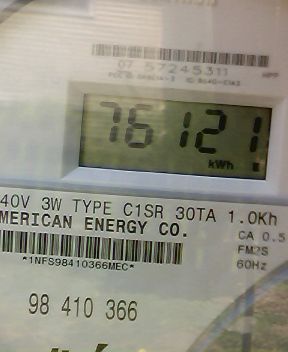 07 57245311
76121
kWh
40V 3W TYPE C1SR 30TA 1.0Kh
MERICAN ENERGY CO.
CA 0.5
*1NFS98410366MEC*
FM2S
60Hz
98 410 366